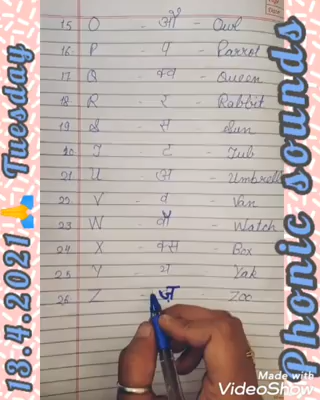 13.4.2021 🙏 Tuesday
15. O - ऑ - Owl
16. P - प - Parrot
17. Q - क्व - Queen
18. R - र - Rabbit
19. S - स - Sun
20. T - ट - Tub
21. U - अ - Umbrella
22. V - व - Van
23. W - वॉ - Watch
24. X - क्स - Box
25. Y - य - Yak
26. Z - ज़ - Zoo
Phonic sounds
Made with
VideoShow